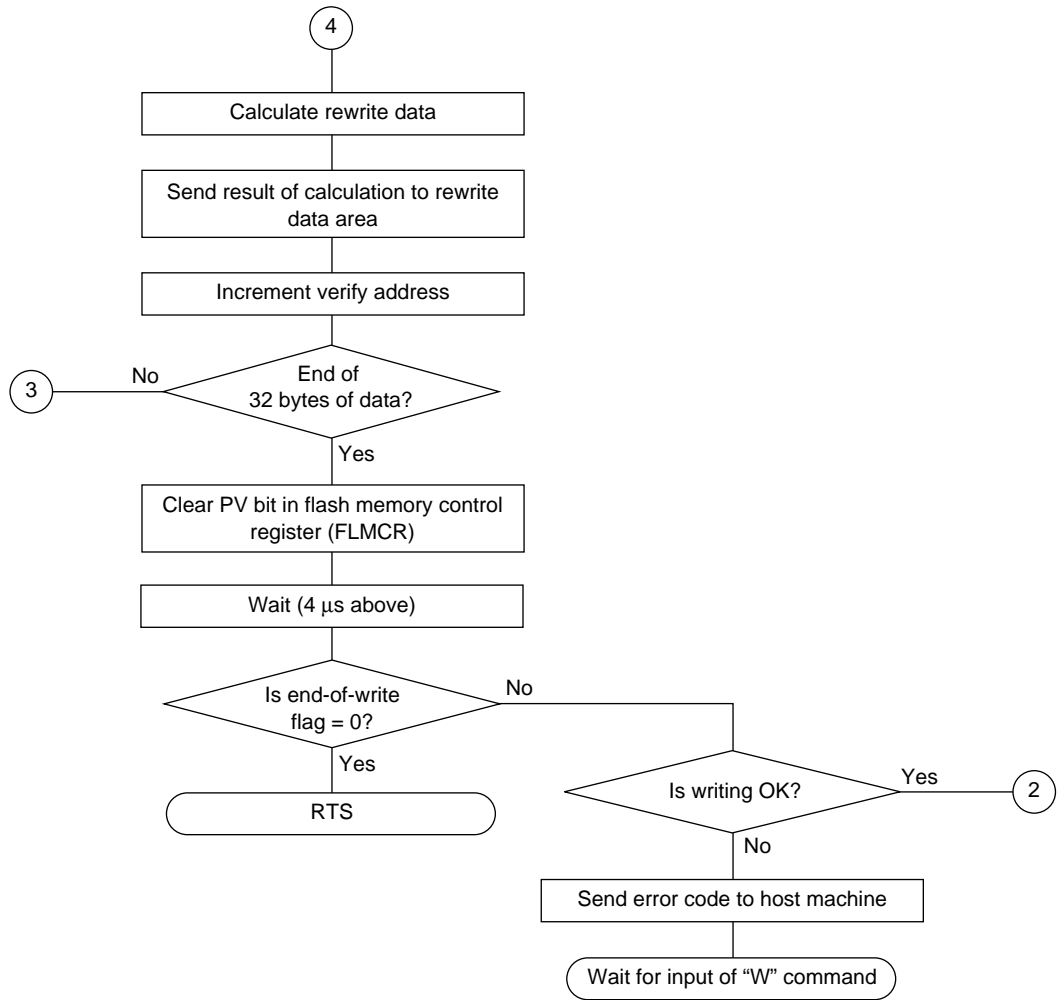 4
Calculate rewrite data
Send result of calculation to rewrite
data area
Increment verify address
3
No
End of
32 bytes of data?
Yes
Clear PV bit in flash memory control
register (FLMCR)
Wait (4 μs above)
Is end-of-write
flag = 0?
No
Yes
RTS
Is writing OK?
Yes
2
No
Send error code to host machine
Wait for input of “W” command